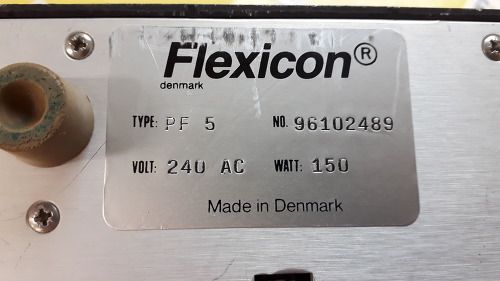 Flexicon®
denmark
TYPE: PF 5 NO. 96102489
VOLT: 240 AC WATT: 150
Made in Denmark